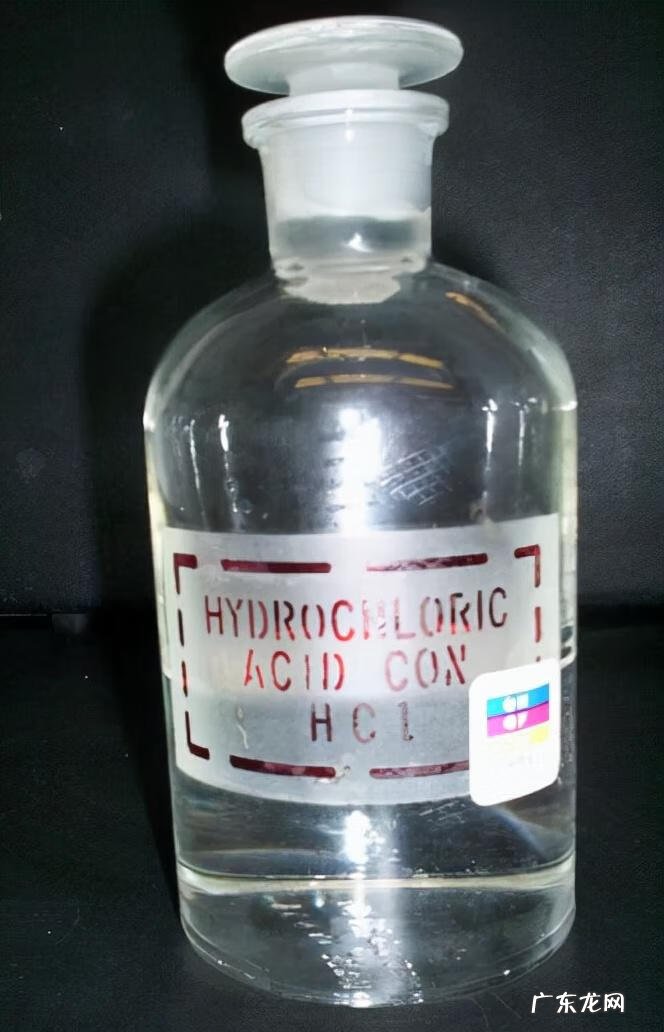 HYDROCHLORIC
ACID CON
HCl
广东龙网